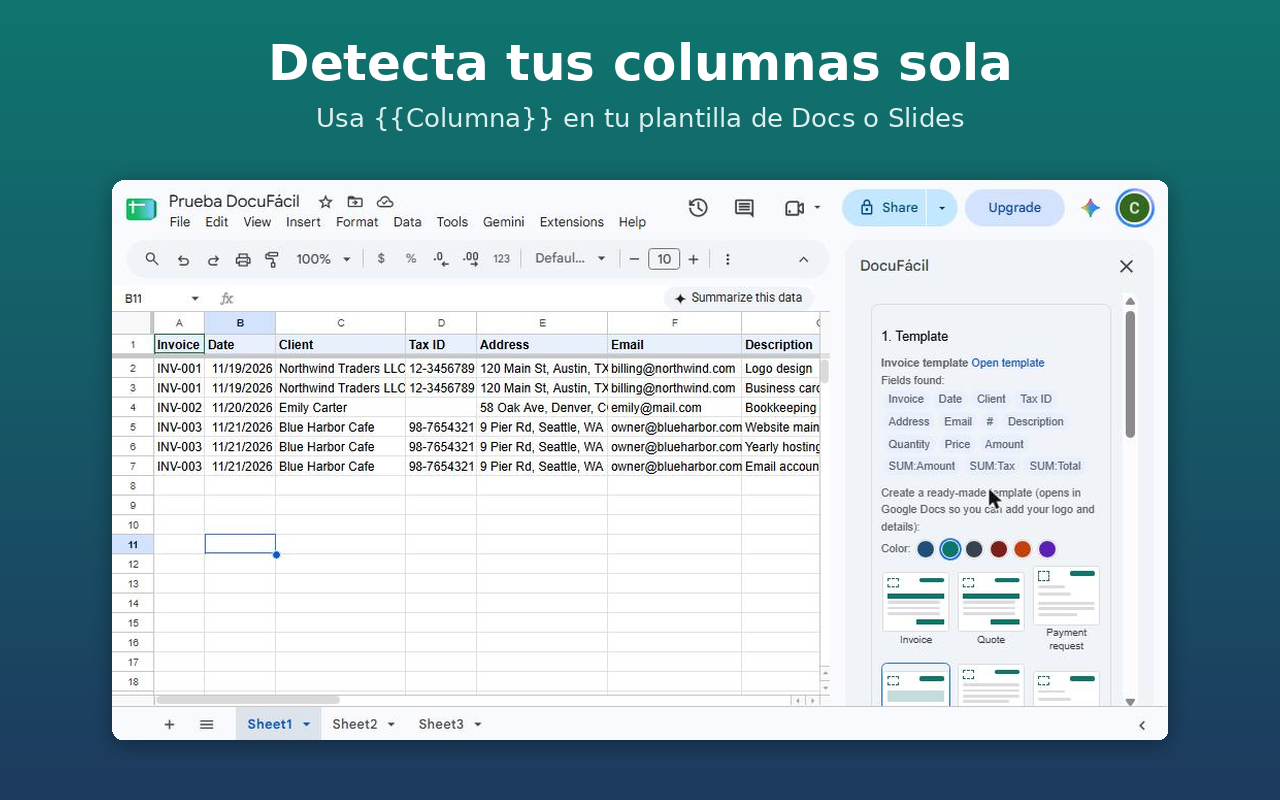 Detecta tus columnas sola
Usa {{Columna}} en tu plantilla de Docs o Slides
Prueba DocuFácil
File Edit View Insert Format Data Tools Gemini Extensions Help
Share
Upgrade
C
100% $ % .0 .00 123 Defaul... 10
B11 fx
Summarize this data
A B C D E F
1 Invoice Date Client Tax ID Address Email Description
2 INV-001 11/19/2026 Northwind Traders LLC 12-3456789 120 Main St, Austin, TX billing@northwind.com Logo design
3 INV-001 11/19/2026 Northwind Traders LLC 12-3456789 120 Main St, Austin, TX billing@northwind.com Business card
4 INV-002 11/20/2026 Emily Carter 58 Oak Ave, Denver, C emily@mail.com Bookkeeping
5 INV-003 11/21/2026 Blue Harbor Cafe 98-7654321 9 Pier Rd, Seattle, WA owner@blueharbor.com Website main
6 INV-003 11/21/2026 Blue Harbor Cafe 98-7654321 9 Pier Rd, Seattle, WA owner@blueharbor.com Yearly hosting
7 INV-003 11/21/2026 Blue Harbor Cafe 98-7654321 9 Pier Rd, Seattle, WA owner@blueharbor.com Email accoun
8
9
10
11
12
13
14
15
16
17
18
Sheet1 Sheet2 Sheet3
DocuFácil
1. Template
Invoice template Open template
Fields found:
Invoice Date Client Tax ID
Address Email # Description
Quantity Price Amount
SUM:Amount SUM:Tax SUM:Total
Create a ready-made template (opens in
Google Docs so you can add your logo and
details):
Color:
Invoice Quote Payment
request